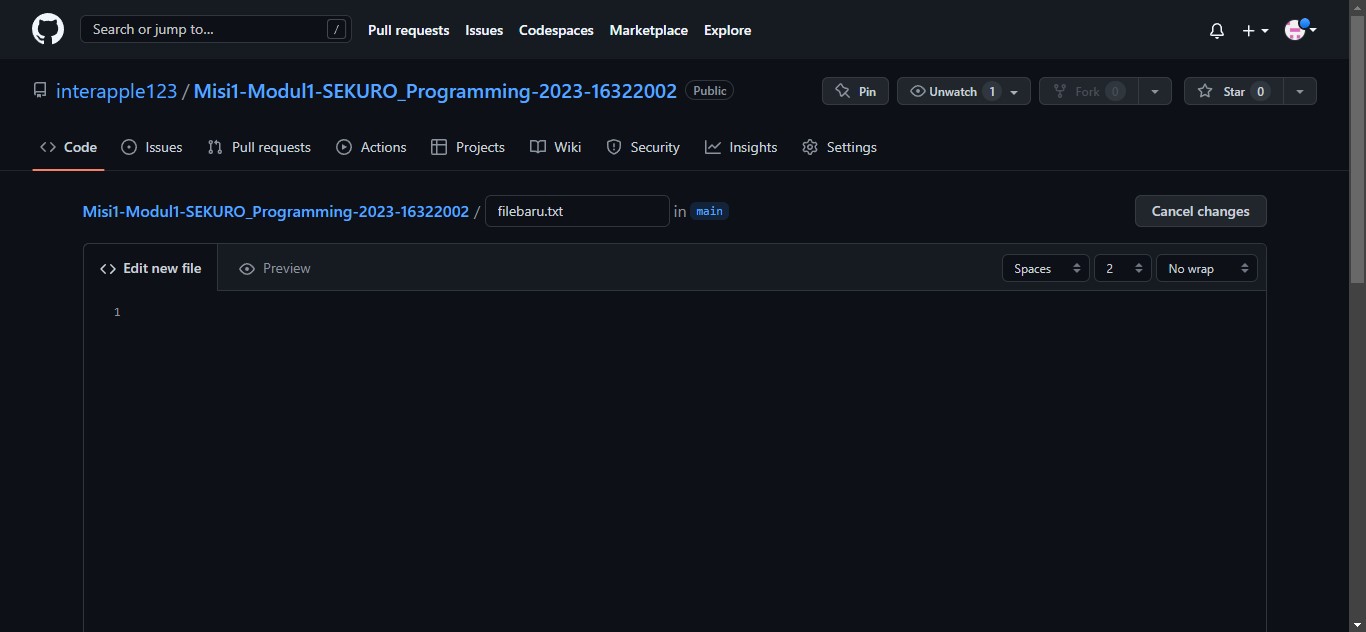 Search or jump to... / Pull requests Issues Codespaces Marketplace Explore
interapple123 / Misi1-Modul1-SEKURO_Programming-2023-16322002 Public Pin Unwatch 1 Fork 0 Star 0
Code Issues Pull requests Actions Projects Wiki Security Insights Settings
Misi1-Modul1-SEKURO_Programming-2023-16322002 / filebaru.txt in main Cancel changes
Edit new file Preview Spaces 2 No wrap
1